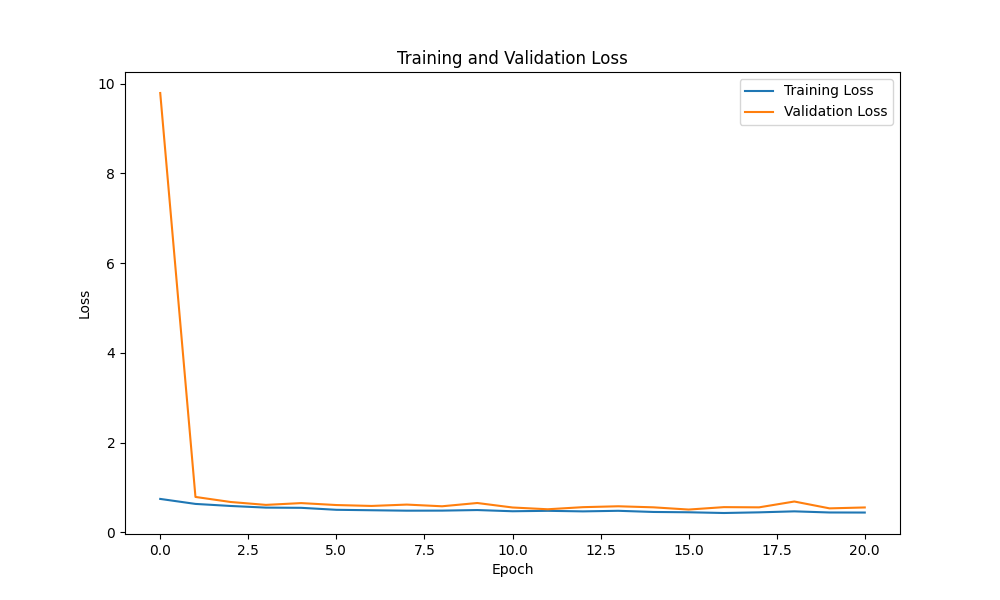 Training and Validation Loss
Training Loss
Validation Loss
10
8
6
4
2
0
Loss
0.0 2.5 5.0 7.5 10.0 12.5 15.0 17.5 20.0
Epoch